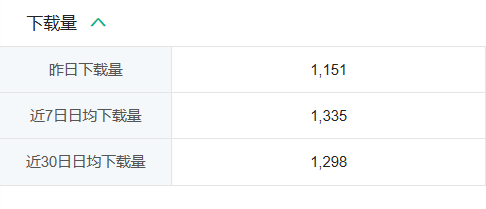 下载量
昨日下载量 1,151
近7日日均下载量 1,335
近30日日均下载量 1,298